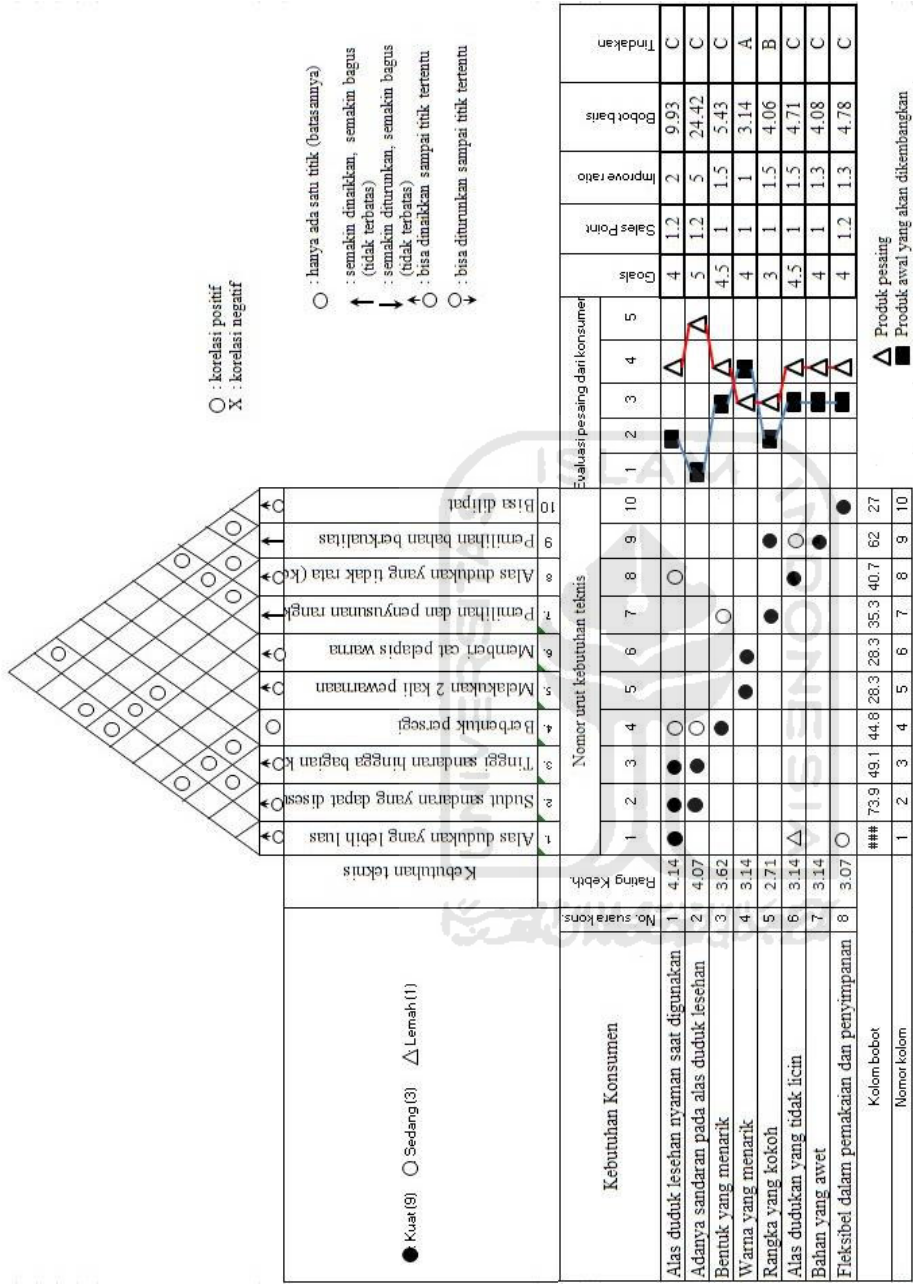 ○ : korelasi positif
X : korelasi negatif
○ : hanya ada satu titik (batasannya)
: semakin dinaikkan, semakin bagus
(tidak terbatas)
: semakin diturunkan, semakin bagus
(tidak terbatas)
: bisa dinaikkan sampai titik tertentu
: bisa diturunkan sampai titik tertentu
● Kuat (9) ○ Sedang (3) △ Lemah (1)
Kebutuhan teknis
1. Alas dudukan yang lebih luas
2. Sudut sandaran yang dapat disesu
3. Tinggi sandaran hingga bagian k
4. Berbentuk persegi
5. Melakukakan 2 kali pewarnaan
6. Memberi cat pelapis warna
7. Pemilihan dan penyusunan rangk
8. Alas dudukan yang tidak rata (ko
9. Pemilihan bahan berkualitas
10 Bisa dilipat
Kebutuhan Konsumen
No. suara kons.
Rating Kebth.
Nomor urut kebutuhan teknis
1 2 3 4 5 6 7 8 9 10
Evaluasi pesaing dari konsumen
1 2 3 4 5
Goals
Sales Point
Improve ratio
Bobot baris
Tindakan
Alas duduk lesehan nyaman saat digunakan 1 4.14 4 1.2 2 9.93 C
Adanya sandaran pada alas duduk lesehan 2 4.07 5 1.2 5 24.42 C
Bentuk yang menarik 3 3.62 4.5 1 1.5 5.43 C
Warna yang menarik 4 3.14 4 1 1 3.14 A
Rangka yang kokoh 5 2.71 3 1 1.5 4.06 B
Alas dudukan yang tidak licin 6 3.14 4.5 1 1.5 4.71 C
Bahan yang awet 7 3.14 4 1 1.3 4.08 C
Fleksibel dalam pemakaian dan penyimpanan 8 3.07 4 1.2 1.3 4.78 C
Kolom bobot ### 73.9 49.1 44.8 28.3 28.3 35.3 40.7 62 27
Nomor kolom 1 2 3 4 5 6 7 8 9 10
△ Produk pesaing
■ Produk awal yang akan dikembangkan
UNIVERSITAS
ISLAM
INDONESIA